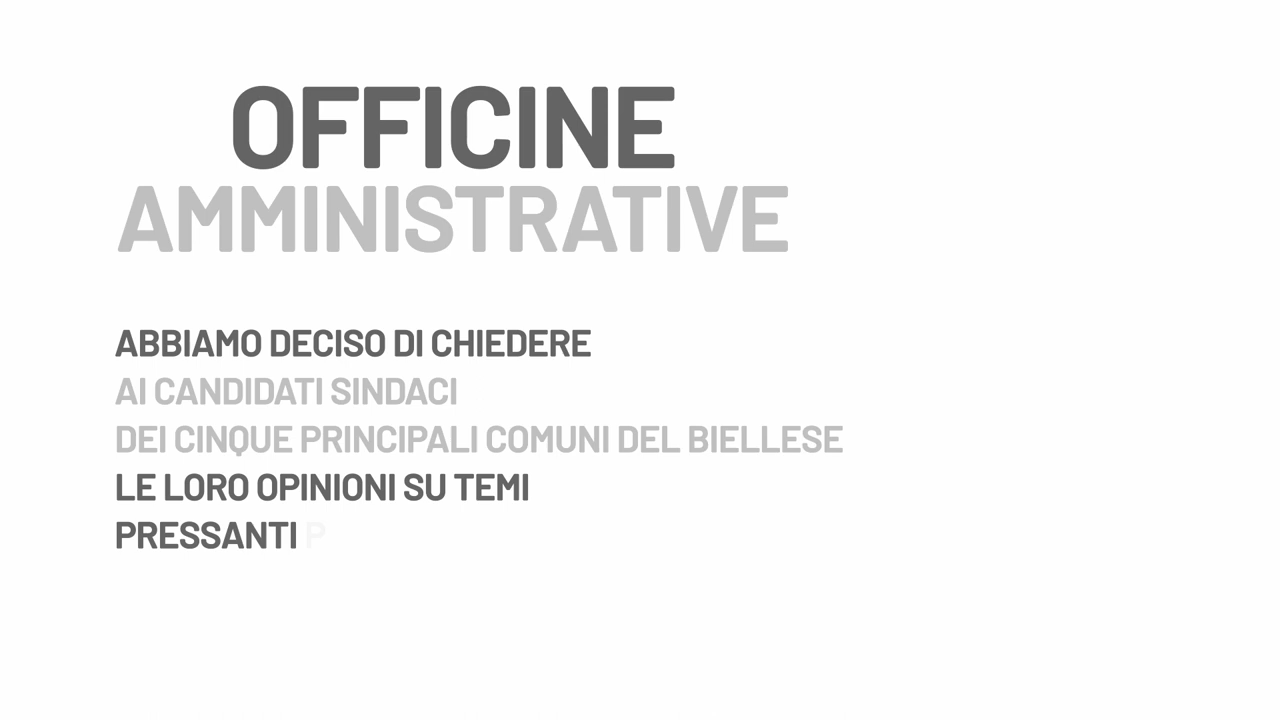 OFFICINE
AMMINISTRATIVE
ABBIAMO DECISO DI CHIEDERE
AI CANDIDATI SINDACI
DEI CINQUE PRINCIPALI COMUNI DEL BIELLESE
LE LORO OPINIONI SU TEMI
PRESSANTI P